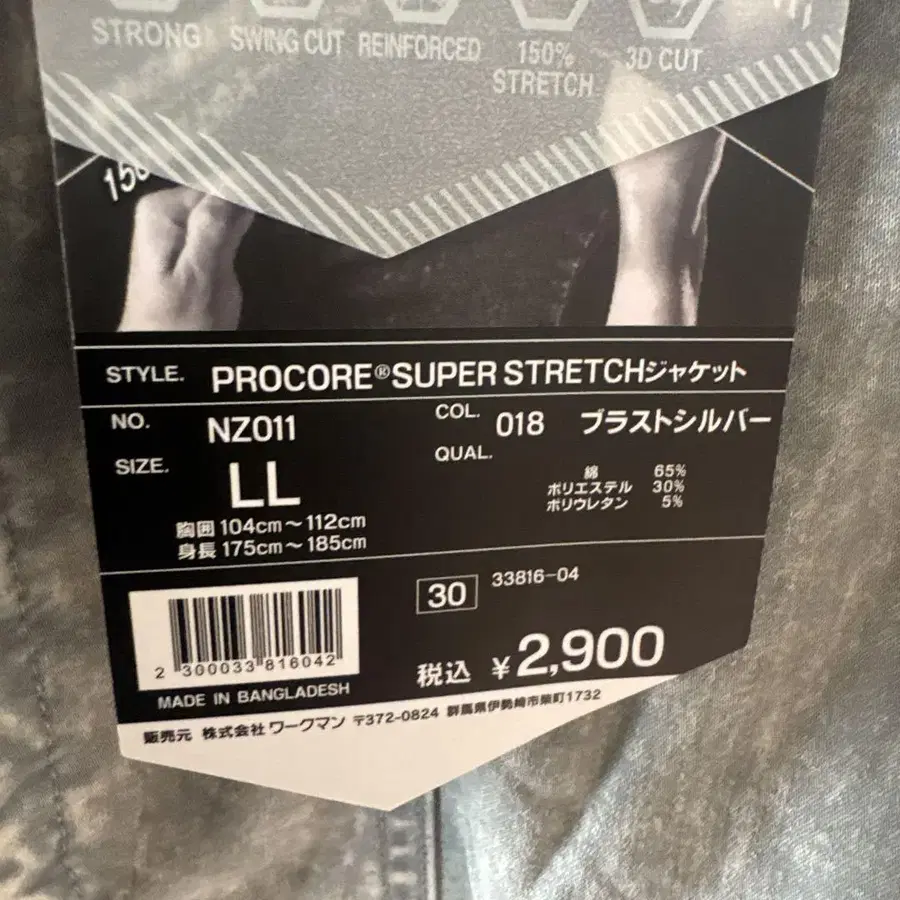 STRONG SWING CUT REINFORCED 150% STRETCH 3D CUT
150
STYLE. PROCORE®SUPER STRETCHジャケット
NO. NZ011 COL. 018 ブラストシルバー
SIZE. LL
胸囲 104cm～112cm
身長 175cm～185cm
QUAL.
綿 65%
ポリエステル 30%
ポリウレタン 5%
30 33816-04
2 300033 816042
税込 ¥2,900
MADE IN BANGLADESH
販売元 株式会社ワークマン 〒372-0824 群馬県伊勢崎市柴町1732